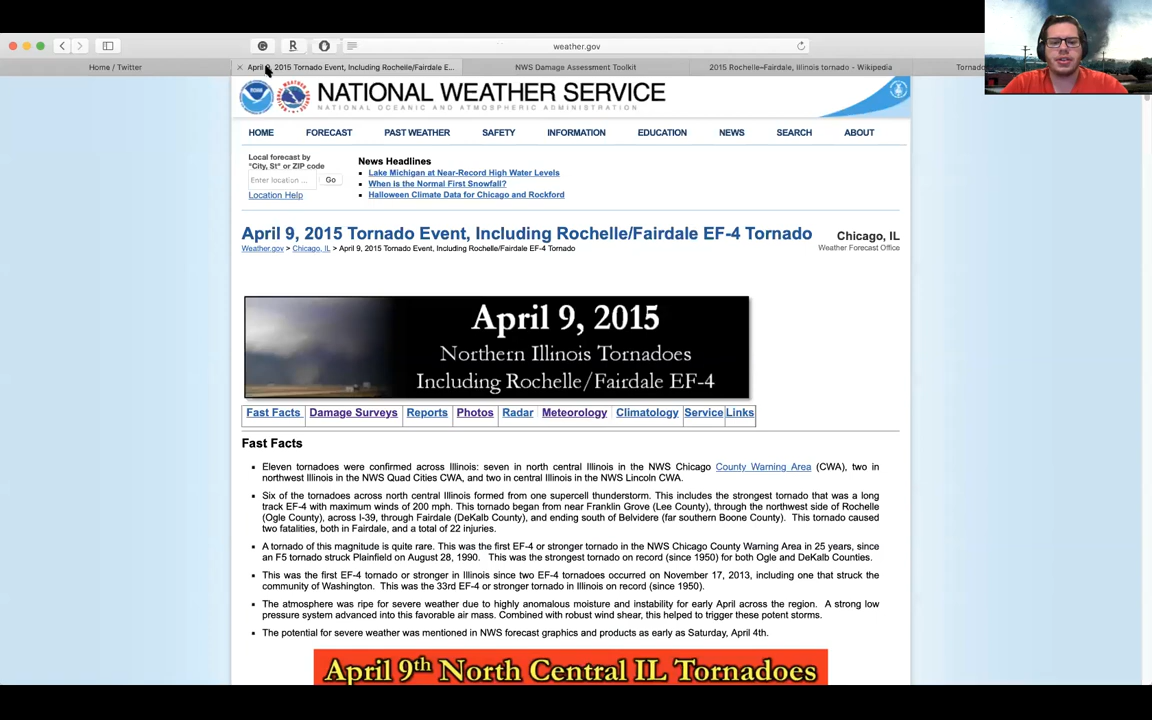 weather.gov
Home / Twitter
April 9, 2015 Tornado Event, Including Rochelle/Fairdale E...
NWS Damage Assessment Toolkit
2015 Rochelle–Fairdale, Illinois tornado - Wikipedia
Tornado
NATIONAL WEATHER SERVICE
NATIONAL OCEANIC AND ATMOSPHERIC ADMINISTRATION
HOME FORECAST PAST WEATHER SAFETY INFORMATION EDUCATION NEWS SEARCH ABOUT
Local forecast by
"City, St" or ZIP code
Enter location ...
Go
Location Help
News Headlines
Lake Michigan at Near-Record High Water Levels
When is the Normal First Snowfall?
Halloween Climate Data for Chicago and Rockford
April 9, 2015 Tornado Event, Including Rochelle/Fairdale EF-4 Tornado
Chicago, IL
Weather Forecast Office
Weather.gov > Chicago, IL > April 9, 2015 Tornado Event, Including Rochelle/Fairdale EF-4 Tornado
April 9, 2015
Northern Illinois Tornadoes
Including Rochelle/Fairdale EF-4
Fast Facts Damage Surveys Reports Photos Radar Meteorology Climatology Service Links
Fast Facts
Eleven tornadoes were confirmed across Illinois: seven in north central Illinois in the NWS Chicago County Warning Area (CWA), two in
northwest Illinois in the NWS Quad Cities CWA, and two in central Illinois in the NWS Lincoln CWA.
Six of the tornadoes across north central Illinois formed from one supercell thunderstorm. This includes the strongest tornado that was a long
track EF-4 with maximum winds of 200 mph. This tornado began from near Franklin Grove (Lee County), through the northwest side of Rochelle
(Ogle County), across I-39, through Fairdale (DeKalb County), and ending south of Belvidere (far southern Boone County). This tornado caused
two fatalities, both in Fairdale, and a total of 22 injuries.
A tornado of this magnitude is quite rare. This was the first EF-4 or stronger tornado in the NWS Chicago County Warning Area in 25 years, since
an F5 tornado struck Plainfield on August 28, 1990. This was the strongest tornado on record (since 1950) for both Ogle and DeKalb Counties.
This was the first EF-4 tornado or stronger in Illinois since two EF-4 tornadoes occurred on November 17, 2013, including one that struck the
community of Washington. This was the 33rd EF-4 or stronger tornado in Illinois on record (since 1950).
The atmosphere was ripe for severe weather due to highly anomalous moisture and instability for early April across the region. A strong low
pressure system advanced into this favorable air mass. Combined with robust wind shear, this helped to trigger these potent storms.
The potential for severe weather was mentioned in NWS forecast graphics and products as early as Saturday, April 4th.
April 9th North Central IL Tornadoes